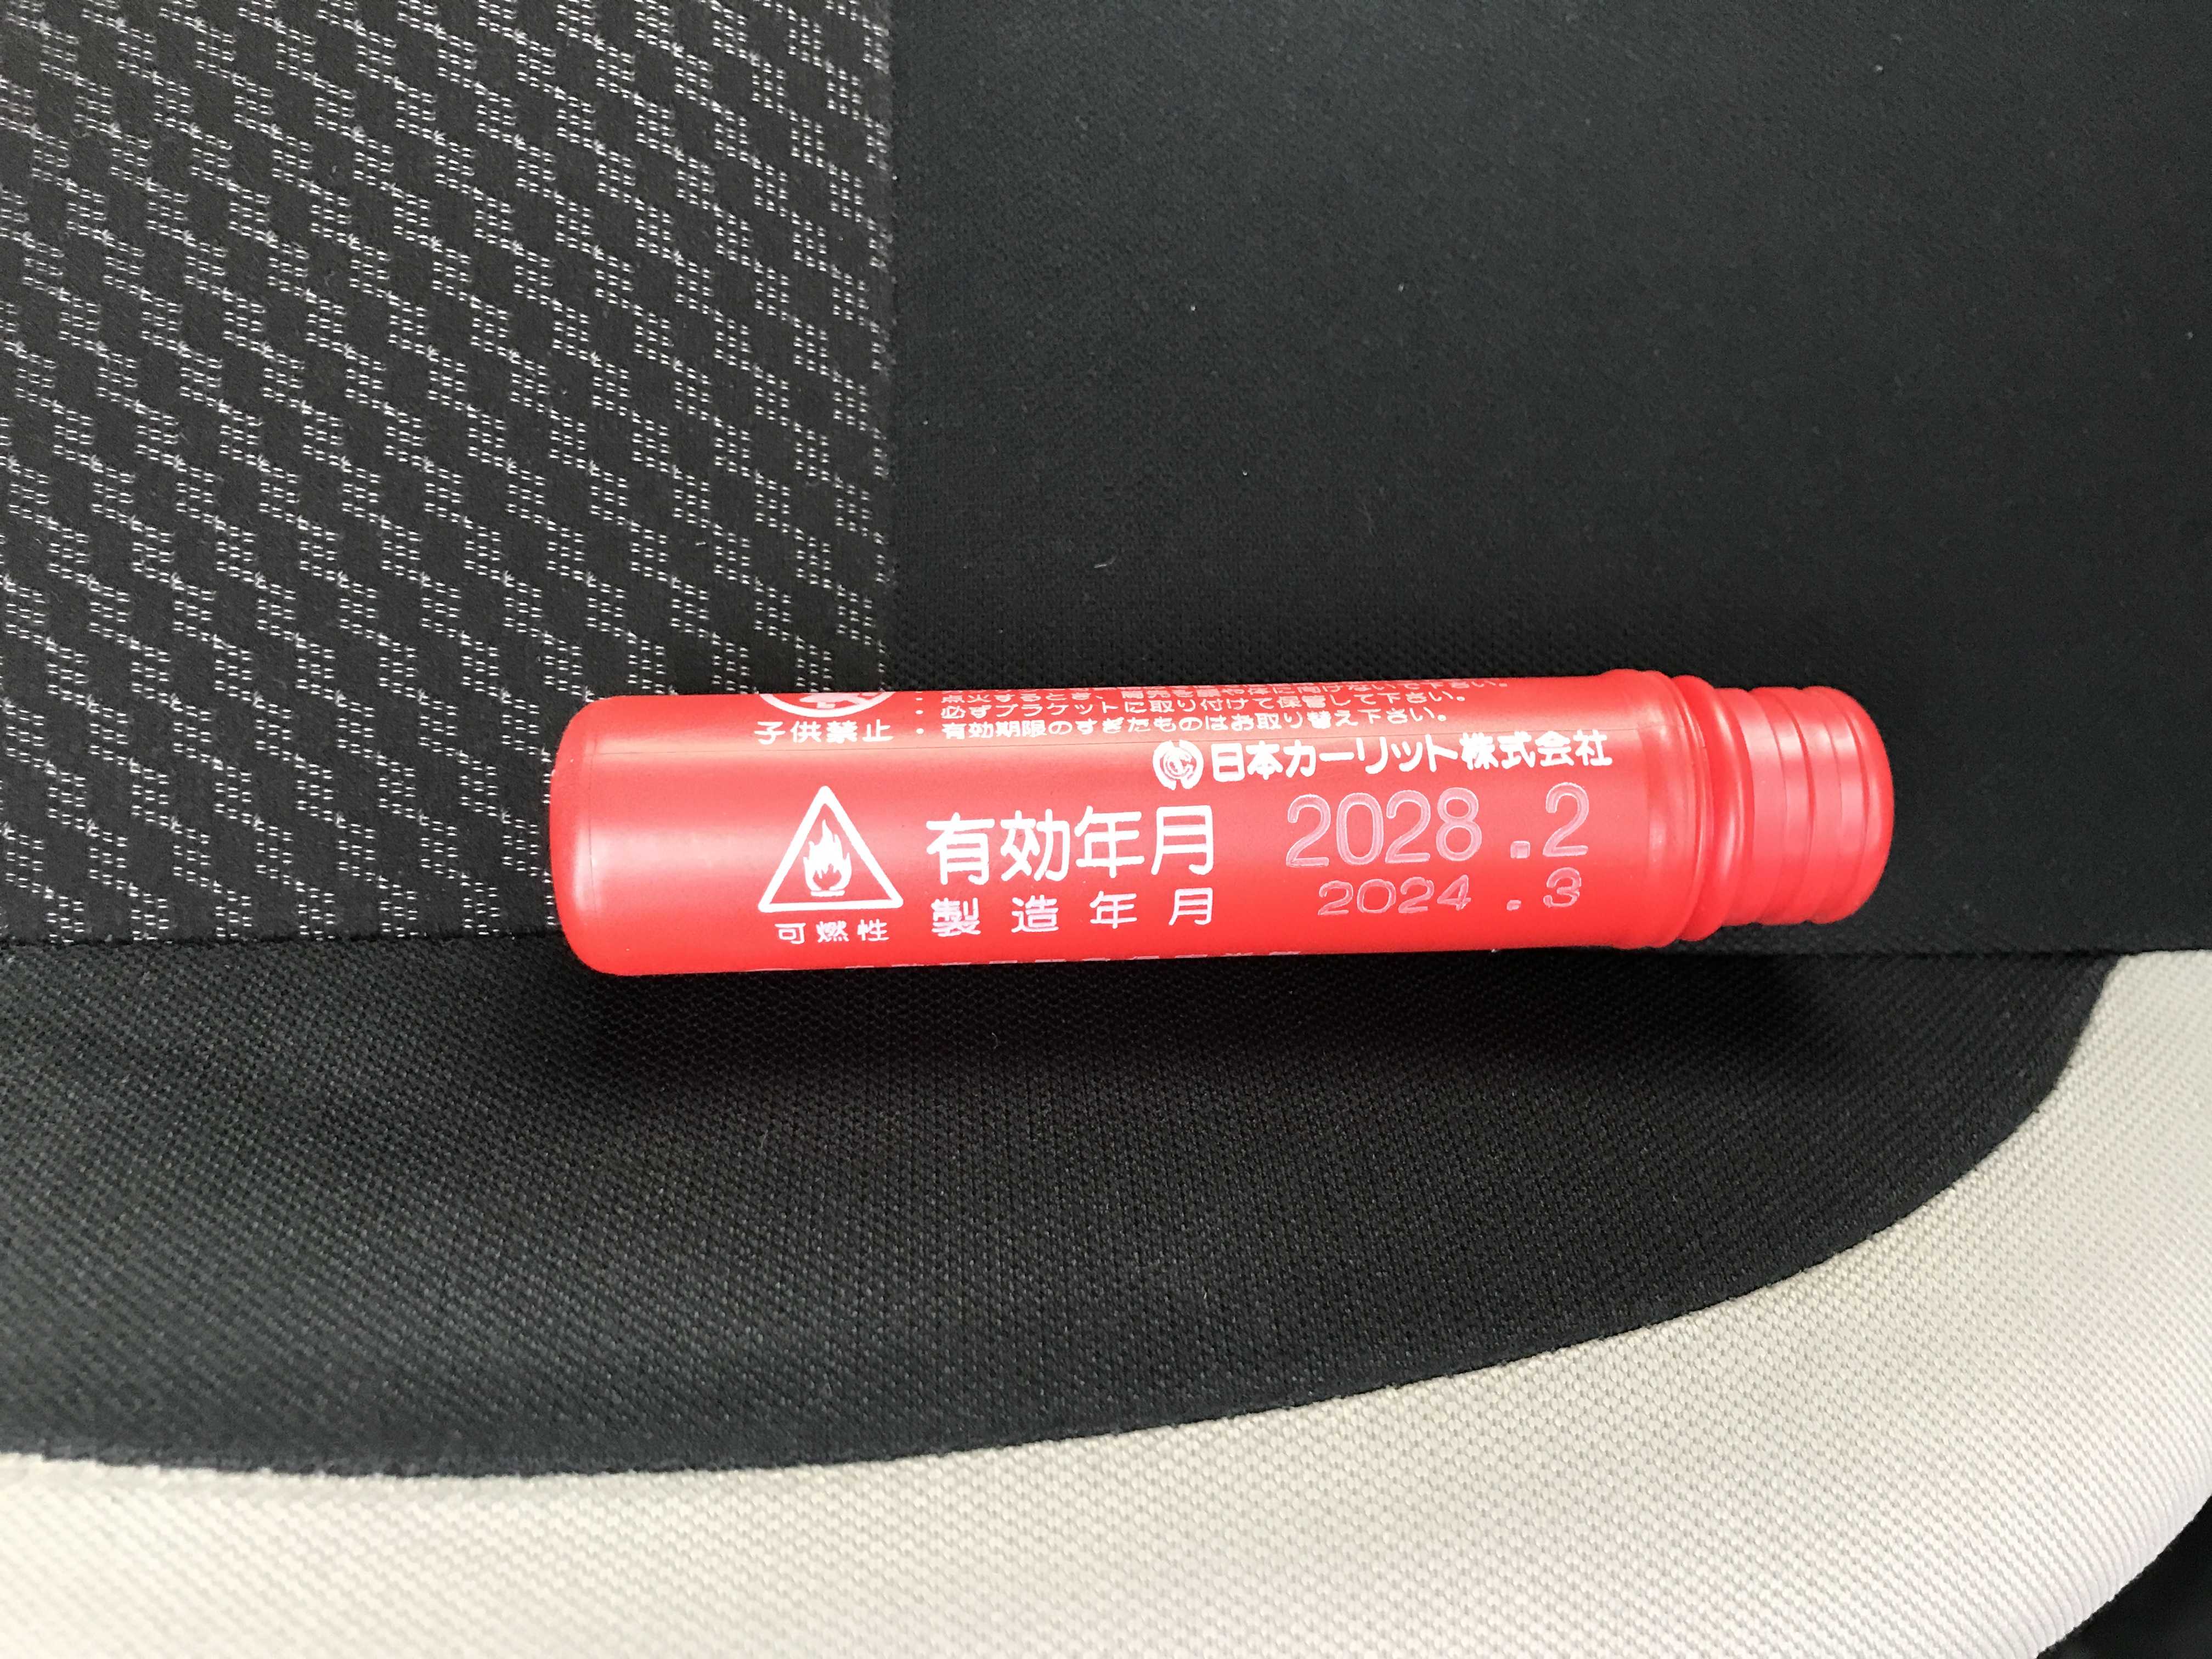 ・点火するとき、筒先を顔や体に向けないで下さい。
・必ずブラケットに取り付けて保管して下さい。
子供禁止 ・有効期限のすぎたものはお取り替え下さい。
日本カーリット株式会社
有効年月 2028.2
製造年月 2024.3
可燃性